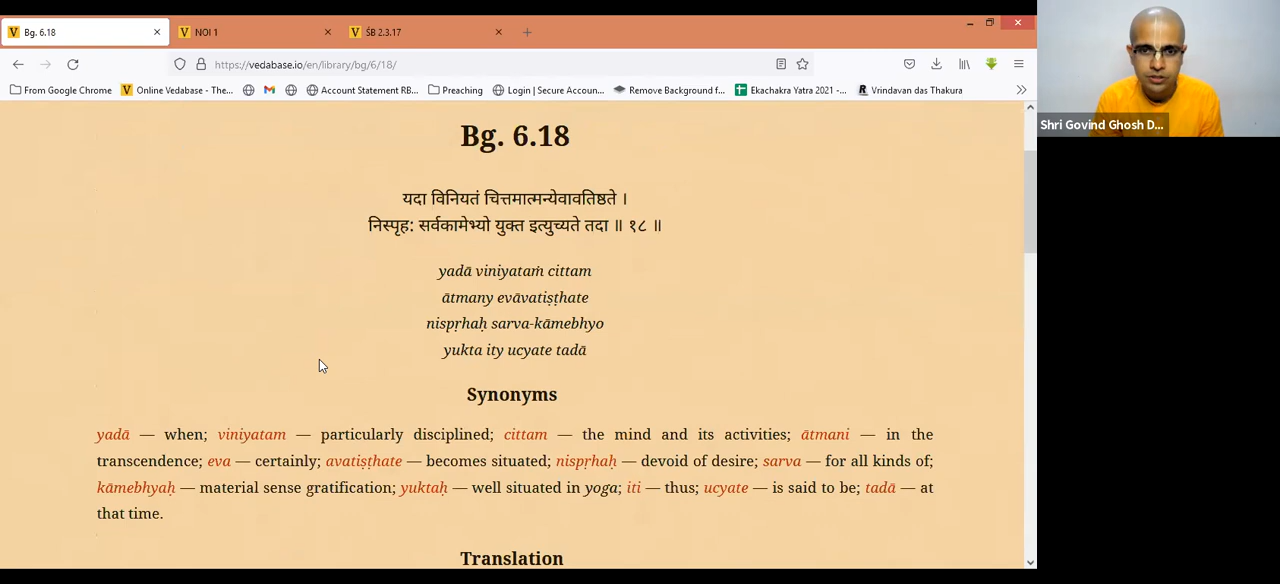 Bg. 6.18
NOI 1
ŚB 2.3.17
https://vedabase.io/en/library/bg/6/18/
From Google Chrome
Online Vedabase - The...
Account Statement RB...
Preaching
Login | Secure Accoun...
Remove Background f...
Ekachakra Yatra 2021 -...
Vrindavan das Thakura
Shri Govind Ghosh D...
Bg. 6.18
यदा विनियतं चित्तमात्मन्येवावतिष्ठते ।
निस्पृहः सर्वकामेभ्यो युक्त इत्युच्यते तदा ॥ १८ ॥
yadā viniyataṁ cittam
ātmany evāvatiṣṭhate
nispṛhaḥ sarva-kāmebhyo
yukta ity ucyate tadā
Synonyms
yadā — when; viniyatam — particularly disciplined; cittam — the mind and its activities; ātmani — in the
transcendence; eva — certainly; avatiṣṭhate — becomes situated; nispṛhaḥ — devoid of desire; sarva — for all kinds of;
kāmebhyaḥ — material sense gratification; yuktaḥ — well situated in yoga; iti — thus; ucyate — is said to be; tadā — at
that time.
Translation